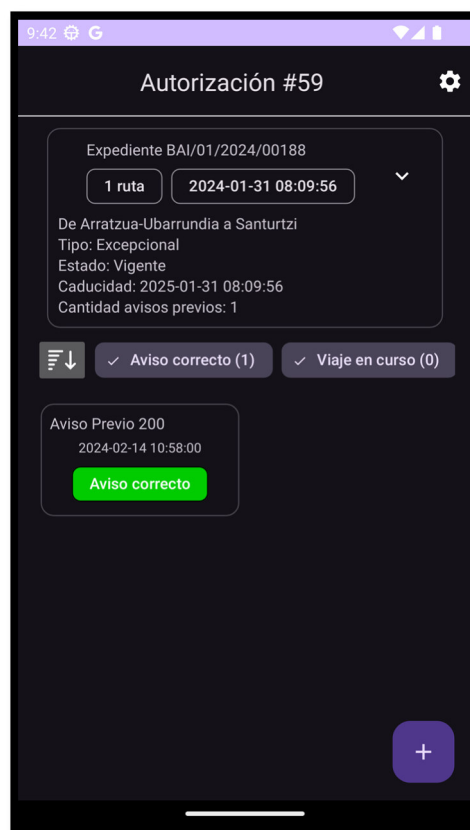 9:42 G
Autorización #59
Expediente BAI/01/2024/00188
1 ruta 2024-01-31 08:09:56
De Arratzua-Ubarrundia a Santurtzi
Tipo: Excepcional
Estado: Vigente
Caducidad: 2025-01-31 08:09:56
Cantidad avisos previos: 1
Aviso correcto (1) Viaje en curso (0)
Aviso Previo 200
2024-02-14 10:58:00
Aviso correcto
+